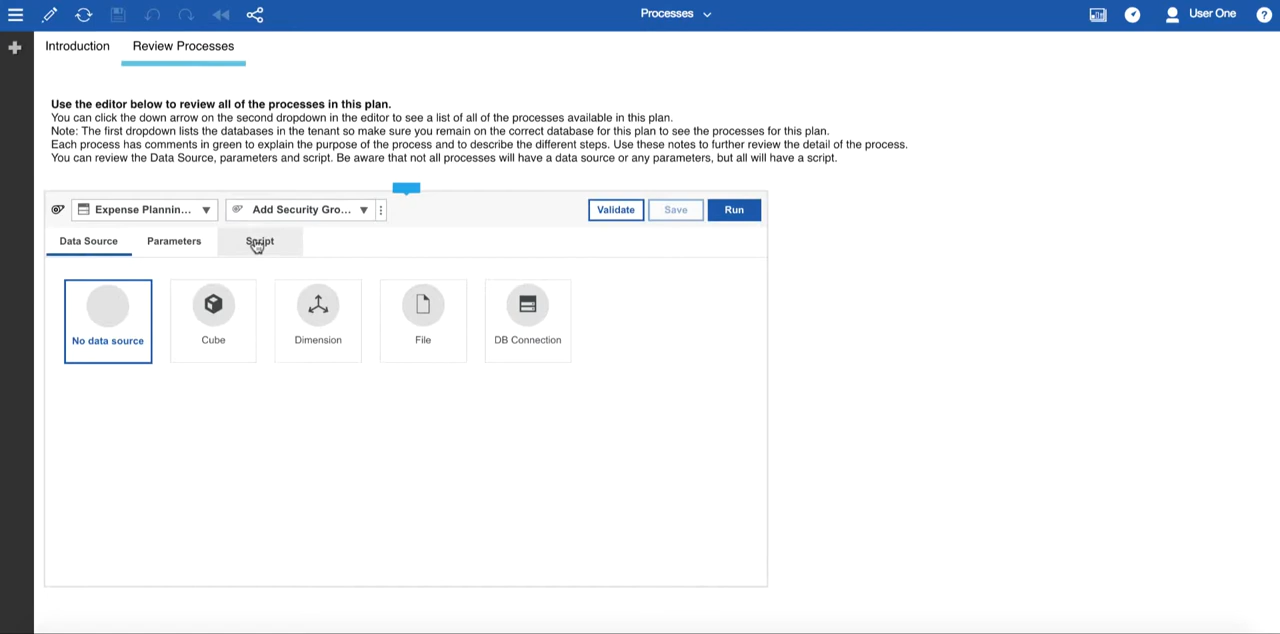 Processes
User One
?
Introduction
Review Processes
Use the editor below to review all of the processes in this plan.
You can click the down arrow on the second dropdown in the editor to see a list of all of the processes available in this plan.
Note: The first dropdown lists the databases in the tenant so make sure you remain on the correct database for this plan to see the processes for this plan.
Each process has comments in green to explain the purpose of the process and to describe the different steps. Use these notes to further review the detail of the process.
You can review the Data Source, parameters and script. Be aware that not all processes will have a data source or any parameters, but all will have a script.
Expense Plannin...
Add Security Gro...
Validate
Save
Run
Data Source
Parameters
Script
No data source
Cube
Dimension
File
DB Connection